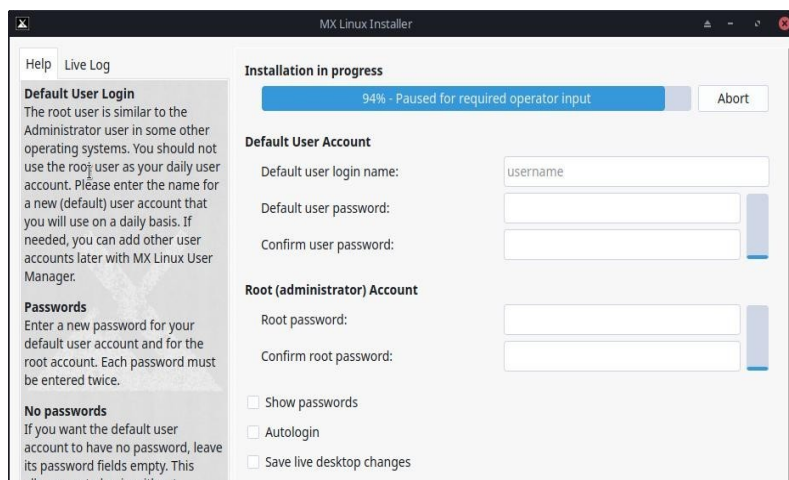 MX Linux Installer
Help
Live Log
Default User Login
The root user is similar to the
Administrator user in some other
operating systems. You should not
use the root user as your daily user
account. Please enter the name for
a new (default) user account that
you will use on a daily basis. If
needed, you can add other user
accounts later with MX Linux User
Manager.
Passwords
Enter a new password for your
default user account and for the
root account. Each password must
be entered twice.
No passwords
If you want the default user
account to have no password, leave
its password fields empty. This
Installation in progress
94% - Paused for required operator input
Abort
Default User Account
Default user login name:
username
Default user password:
Confirm user password:
Root (administrator) Account
Root password:
Confirm root password:
Show passwords
Autologin
Save live desktop changes